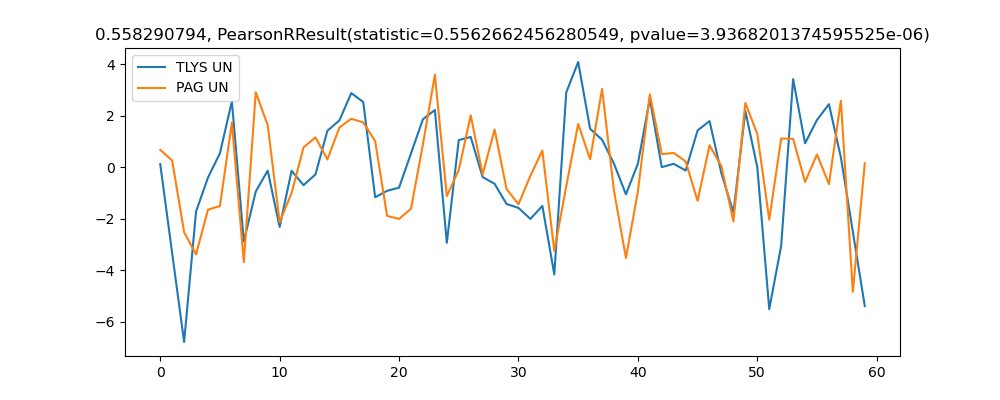 0.558290794, PearsonRResult(statistic=0.5562662456280549, pvalue=3.9368201374595525e-06)
TLYS UN
PAG UN
4
2
0
−2
−4
−6
0 10 20 30 40 50 60